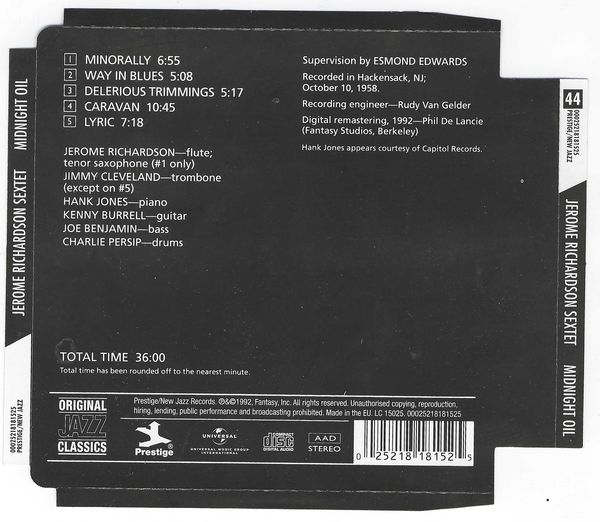 1 MINORALLY 6:55
2 WAY IN BLUES 5:08
3 DELERIOUS TRIMMINGS 5:17
4 CARAVAN 10:45
5 LYRIC 7:18
JEROME RICHARDSON—flute;
tenor saxophone (#1 only)
JIMMY CLEVELAND—trombone
(except on #5)
HANK JONES—piano
KENNY BURRELL—guitar
JOE BENJAMIN—bass
CHARLIE PERSIP—drums
Supervision by ESMOND EDWARDS
Recorded in Hackensack, NJ;
October 10, 1958.
Recording engineer—Rudy Van Gelder
Digital remastering, 1992—Phil De Lancie
(Fantasy Studios, Berkeley)
Hank Jones appears courtesy of Capitol Records.
TOTAL TIME 36:00
Total time has been rounded off to the nearest minute.
Prestige/New Jazz Records. ℗&©1992, Fantasy, Inc. All rights reserved. Unauthorised copying, reproduction,
hiring, lending, public performance and broadcasting prohibited. Made in the EU. LC 15025. 00025218181525
ORIGINAL
JAZZ
CLASSICS
Prestige
UNIVERSAL
UNIVERSAL MUSIC GROUP
INTERNATIONAL
COMPACT
disc
DIGITAL AUDIO
AAD
STEREO
0 25218 18152 5
JEROME RICHARDSON SEXTET MIDNIGHT OIL
00025218181525
PRESTIGE/NEW JAZZ
44
00025218181525
PRESTIGE/NEW JAZZ
JEROME RICHARDSON SEXTET MIDNIGHT OIL